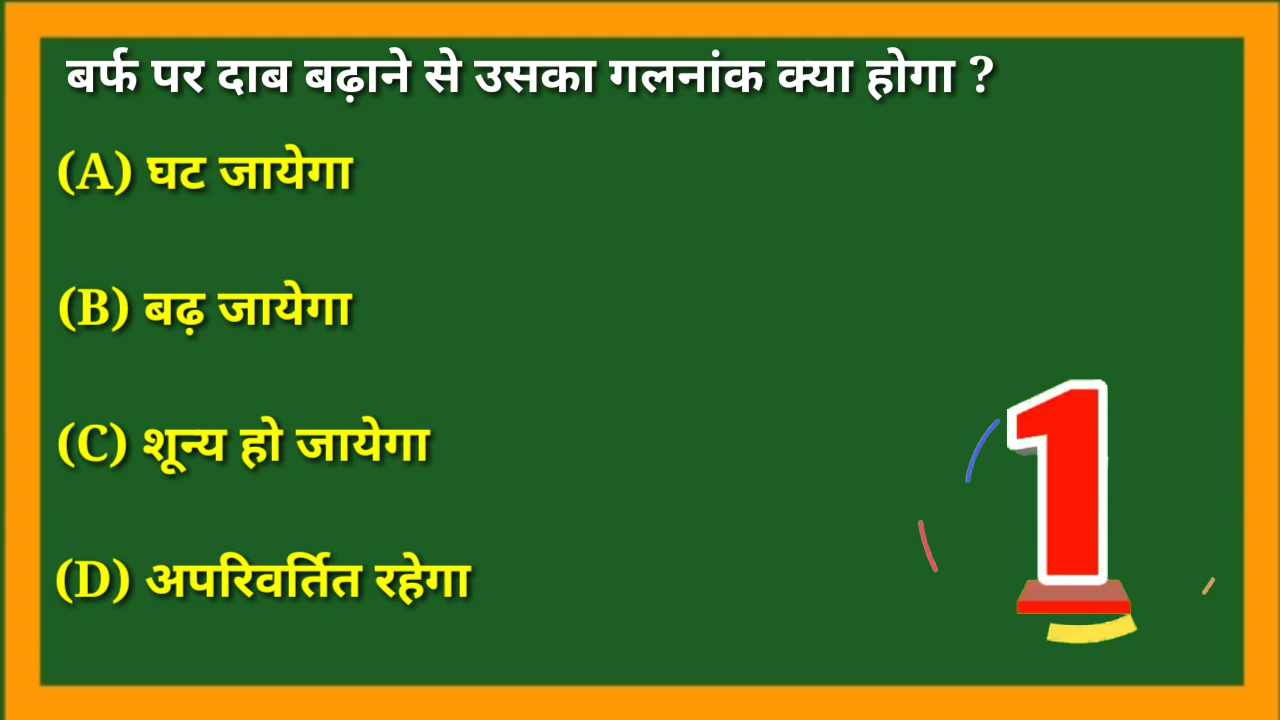 बर्फ पर दाब बढ़ाने से उसका गलनांक क्या होगा ?
(A) घट जायेगा
(B) बढ़ जायेगा
(C) शून्य हो जायेगा
(D) अपरिवर्तित रहेगा
1